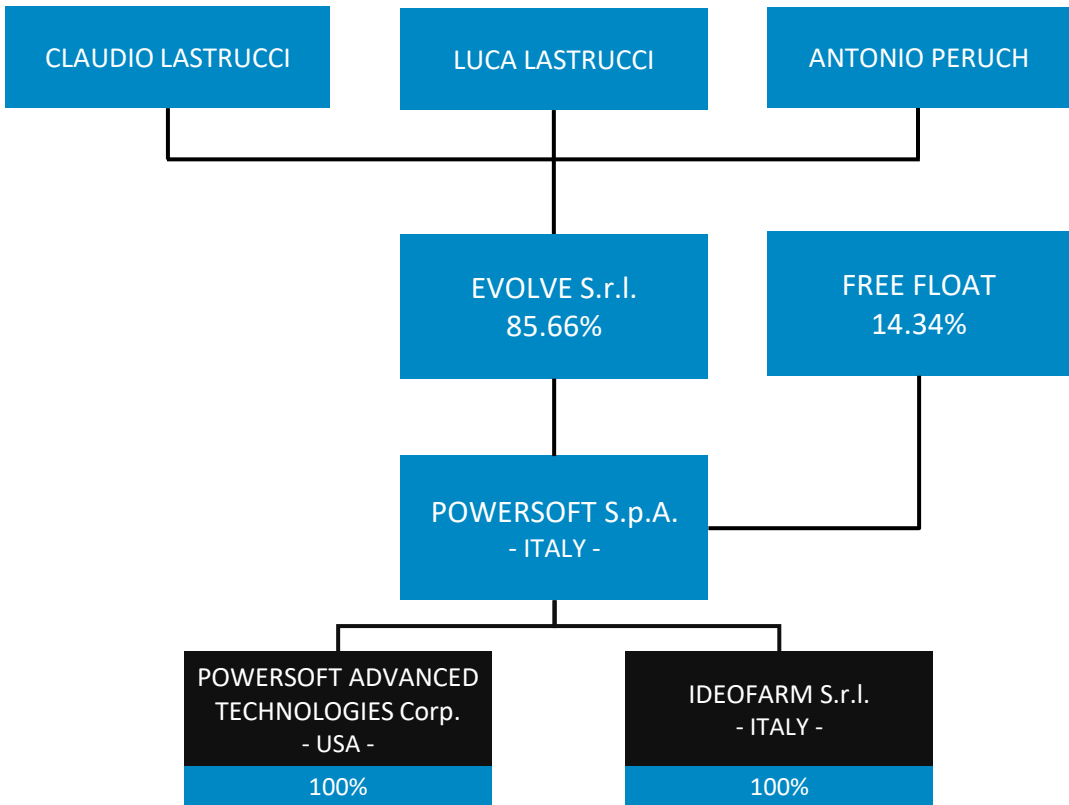 CLAUDIO LASTRUCCI
LUCA LASTRUCCI
ANTONIO PERUCH
EVOLVE S.r.l.
85.66%
FREE FLOAT
14.34%
POWERSOFT S.p.A.
- ITALY -
POWERSOFT ADVANCED
TECHNOLOGIES Corp.
- USA -
100%
IDEOFARM S.r.l.
- ITALY -
100%